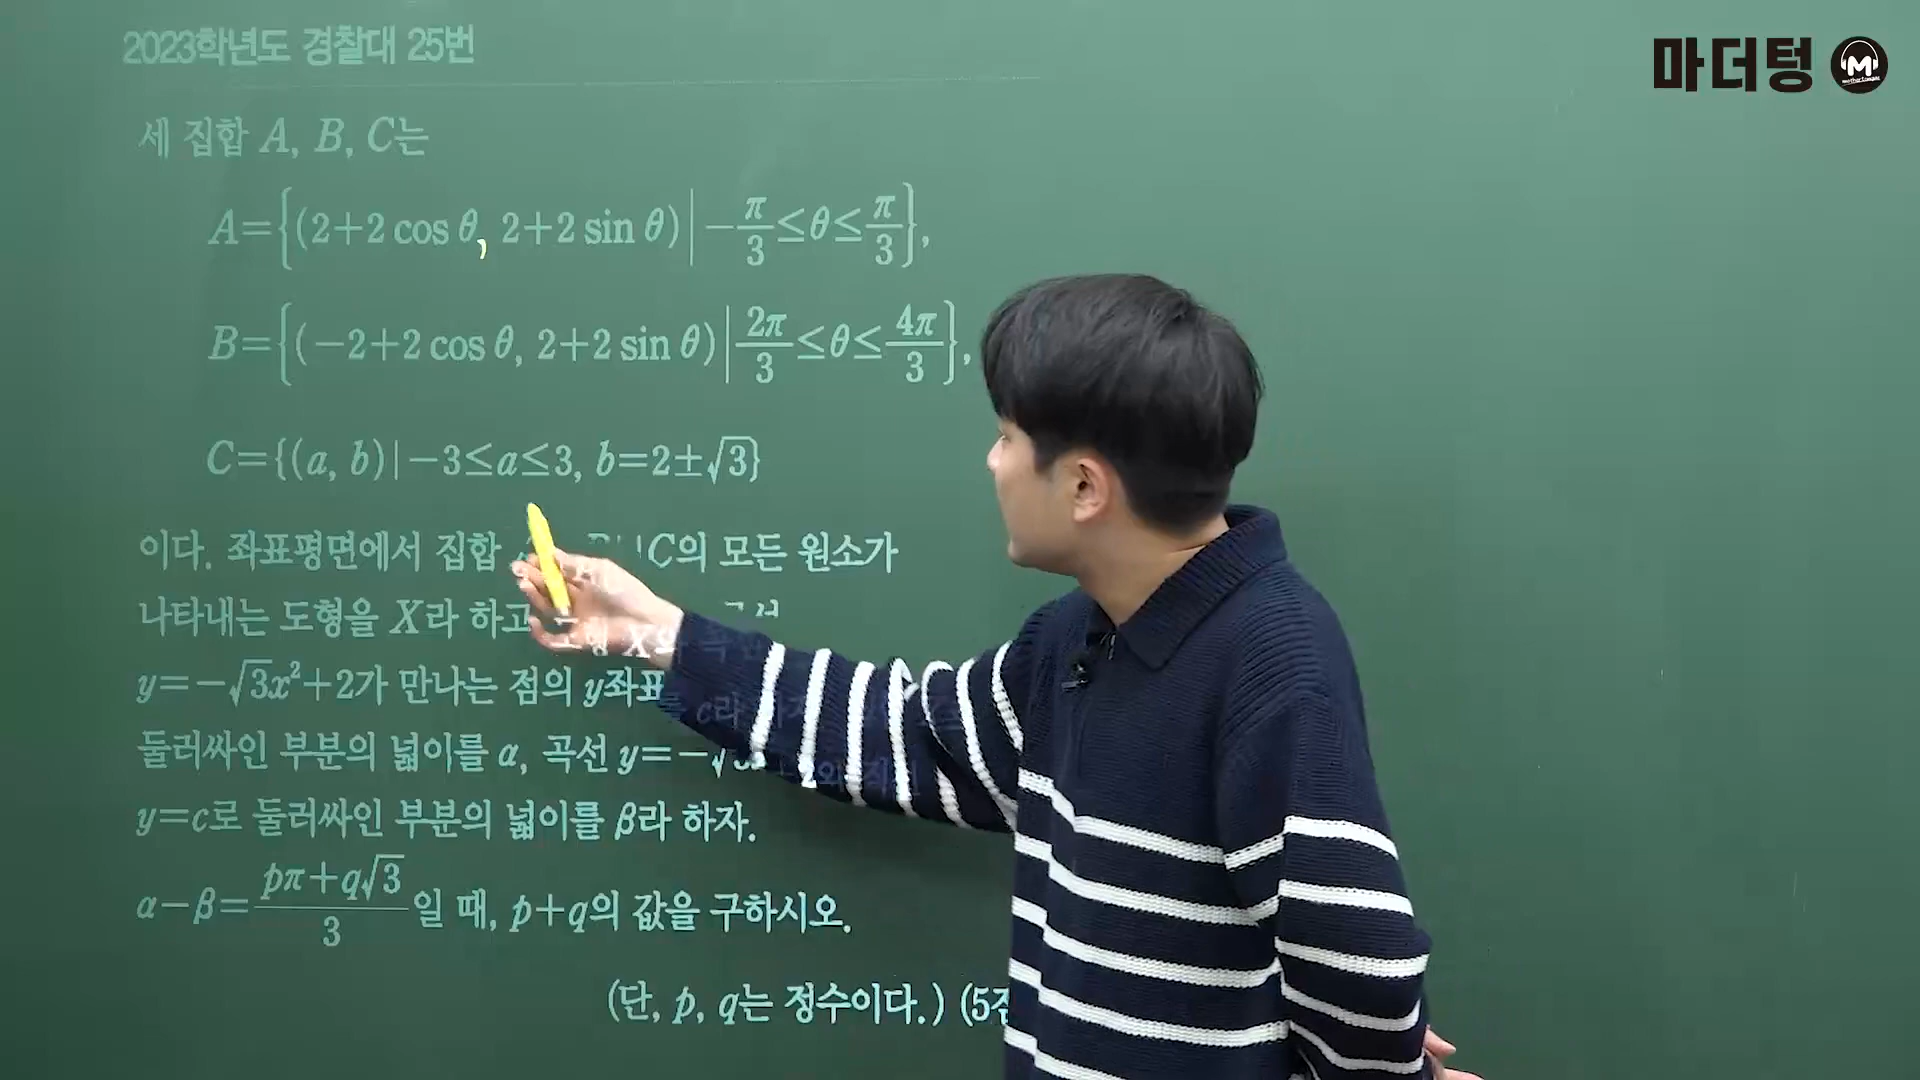 2023학년도 경찰대 25번
마더텅
M
세 집합 A, B, C는
A={(2+2 cos θ, 2+2 sin θ)|-π/3≤θ≤π/3},
B={(-2+2 cos θ, 2+2 sin θ)|2π/3≤θ≤4π/3},
C={(a, b)|-3≤a≤3, b=2±√3}
이다. 좌표평면에서 집합 C의 모든 원소가
나타내는 도형을 X라 하고
y=-√3x²+2가 만나는 점의 y좌표를 c라 하자.
둘러싸인 부분의 넓이를 α, 곡선 y=-
y=c로 둘러싸인 부분의 넓이를 β라 하자.
α-β=(pπ+q√3)/3일 때, p+q의 값을 구하시오.
(단, p, q는 정수이다.) (5